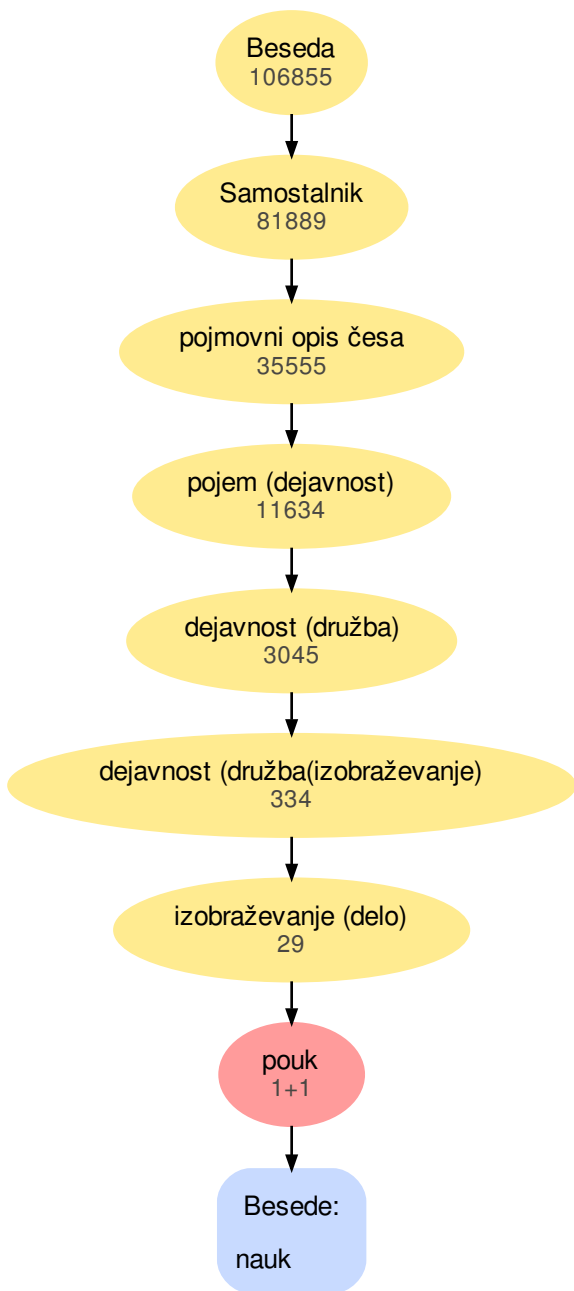 Beseda
106855
Samostalnik
81889
pojmovni opis česa
35555
pojem (dejavnost)
11634
dejavnost (družba)
3045
dejavnost (družba(izobraževanje)
334
izobraževanje (delo)
29
pouk
1+1
Besede:
nauk